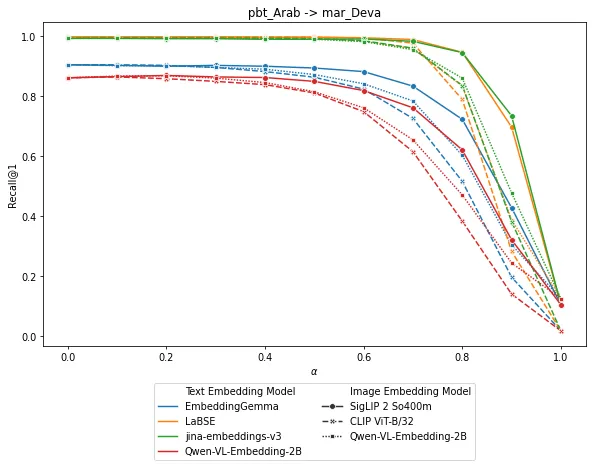 pbt_Arab -> mar_Deva
Recall@1
1.0
0.8
0.6
0.4
0.2
0.0
0.0 0.2 0.4 0.6 0.8 1.0
α
Text Embedding Model Image Embedding Model
EmbeddingGemma SigLIP 2 So400m
LaBSE CLIP ViT-B/32
jina-embeddings-v3 Qwen-VL-Embedding-2B
Qwen-VL-Embedding-2B